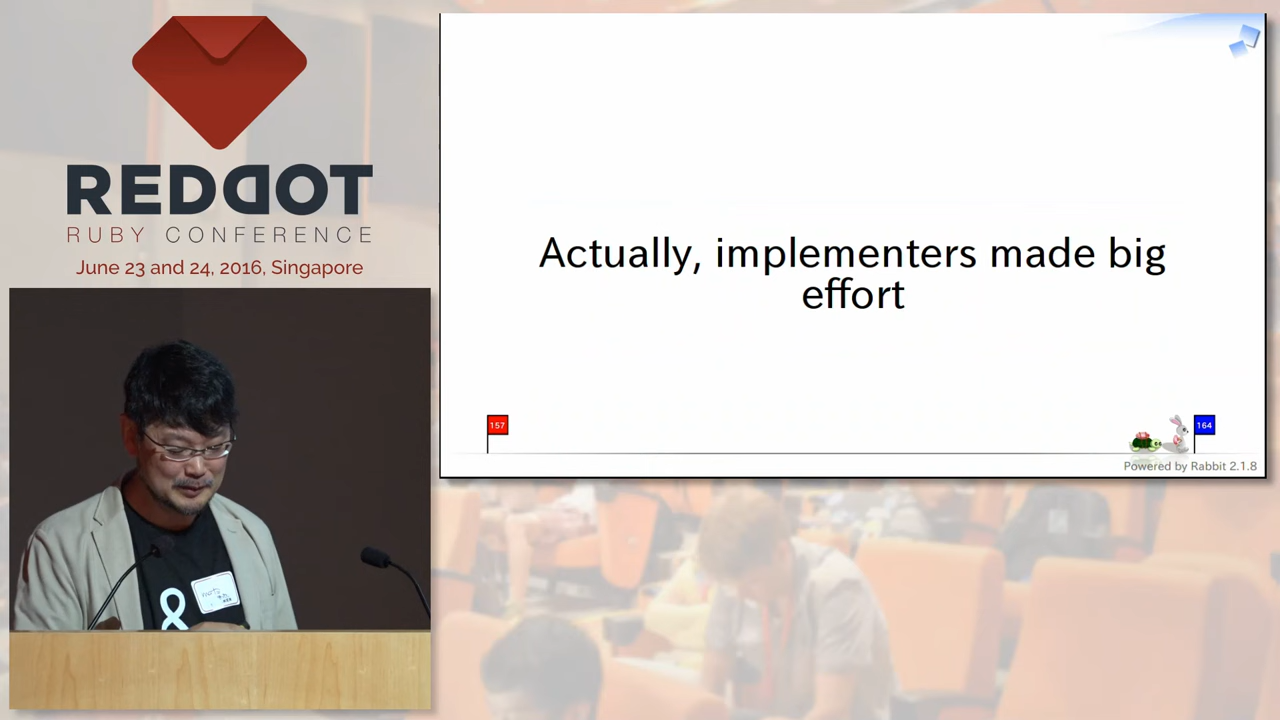 REDDOT
RUBY CONFERENCE
June 23 and 24, 2016, Singapore
Actually, implementers made big
effort
157
164
Powered by Rabbit 2.1.8
matz